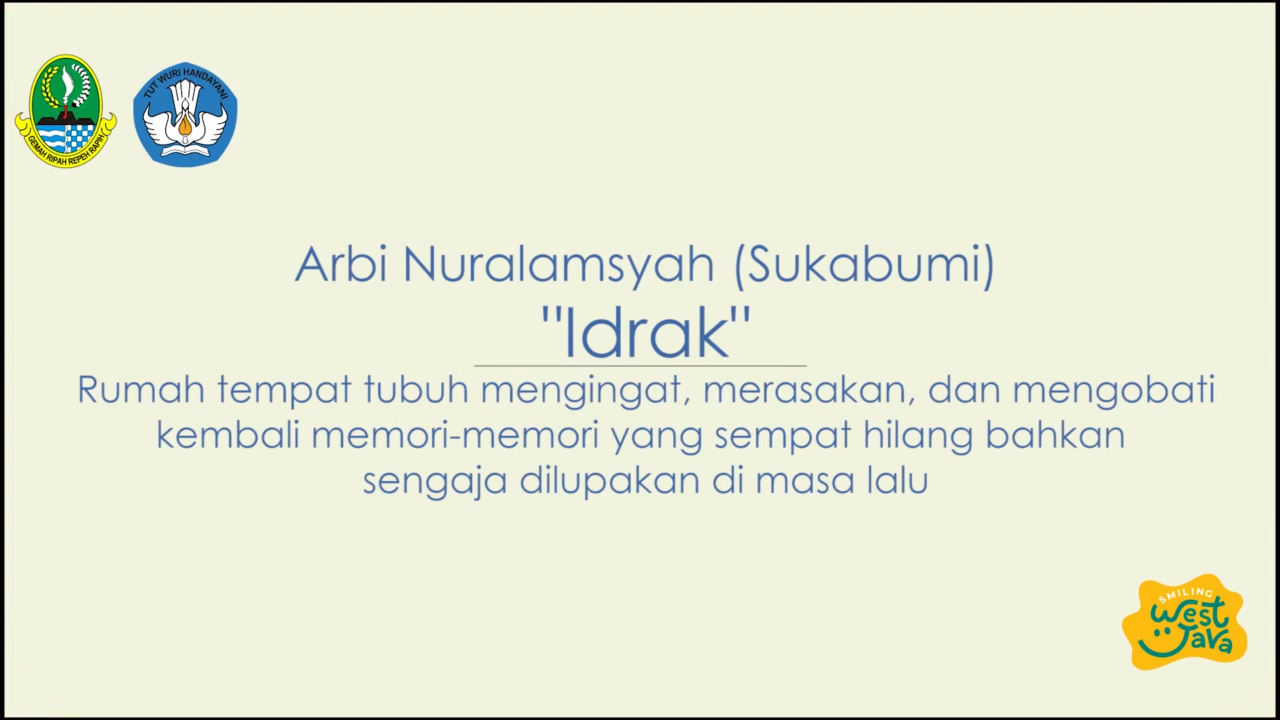 GEMAH RIPAH REPEH RAPIH
TUT WURI HANDAYANI
Arbi Nuralamsyah (Sukabumi)
"Idrak"
Rumah tempat tubuh mengingat, merasakan, dan mengobati
kembali memori-memori yang sempat hilang bahkan
sengaja dilupakan di masa lalu
SMILING
West
Java